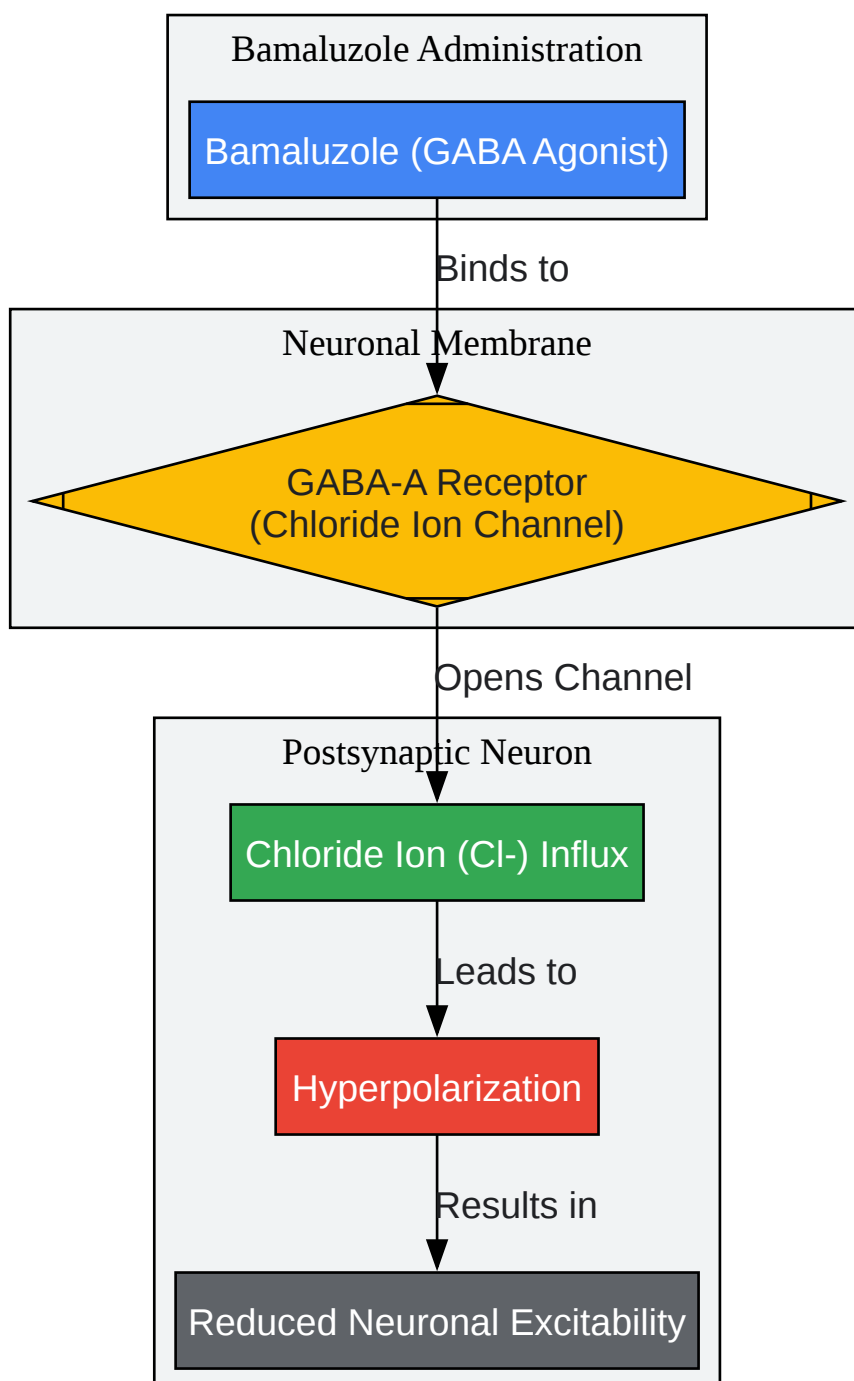 Bamaluzole Administration
Bamaluzole (GABA Agonist)
Binds to
Neuronal Membrane
GABA-A Receptor
(Chloride Ion Channel)
Opens Channel
Postsynaptic Neuron
Chloride Ion (Cl-) Influx
Leads to
Hyperpolarization
Results in
Reduced Neuronal Excitability